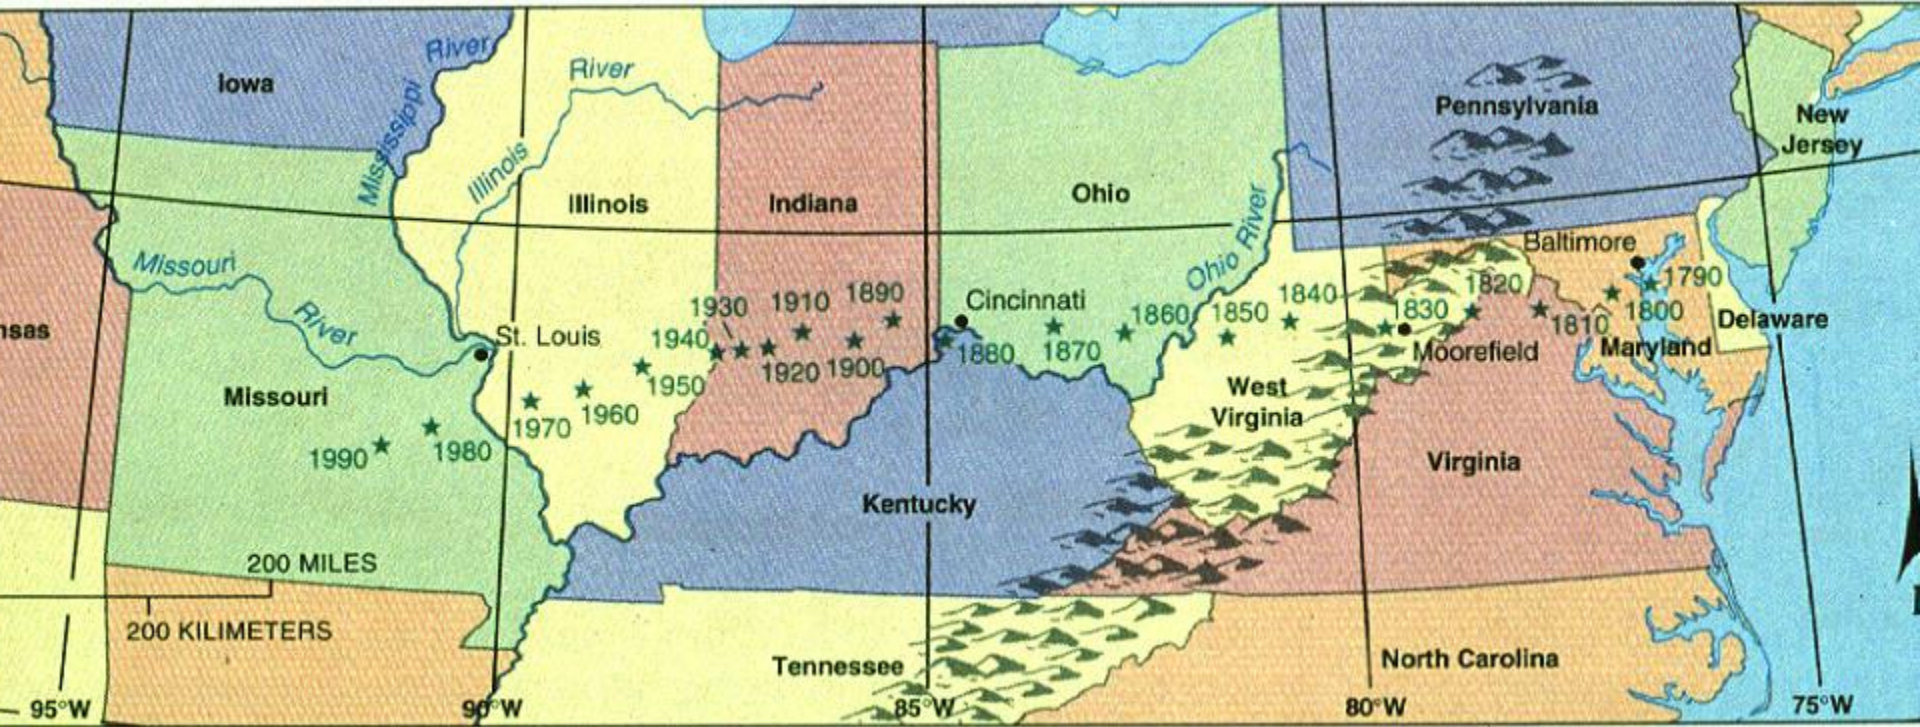 River
Iowa
River
Mississippi
Pennsylvania
New
Jersey
Illinois
Illinois
Indiana
Ohio
Ohio River
Baltimore
Missouri
River
nsas
1790
1820
1930
1910
1890
Cincinnati
1860
1850
1840
1830
1810
1800
Delaware
St. Louis
1940
1920
1900
1880
1870
Moorefield
Maryland
Missouri
1950
1960
1970
West
Virginia
1990
1980
Virginia
Kentucky
200 MILES
200 KILIMETERS
Tennessee
North Carolina
95°W
90°W
85°W
80°W
75°W